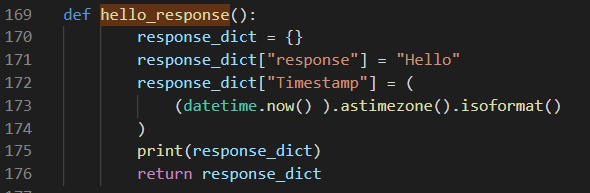 169 def hello_response():
170 response_dict = {}
171 response_dict["response"] = "Hello"
172 response_dict["Timestamp"] = (
173 (datetime.now() ).astimezone().isoformat()
174 )
175 print(response_dict)
176 return response_dict